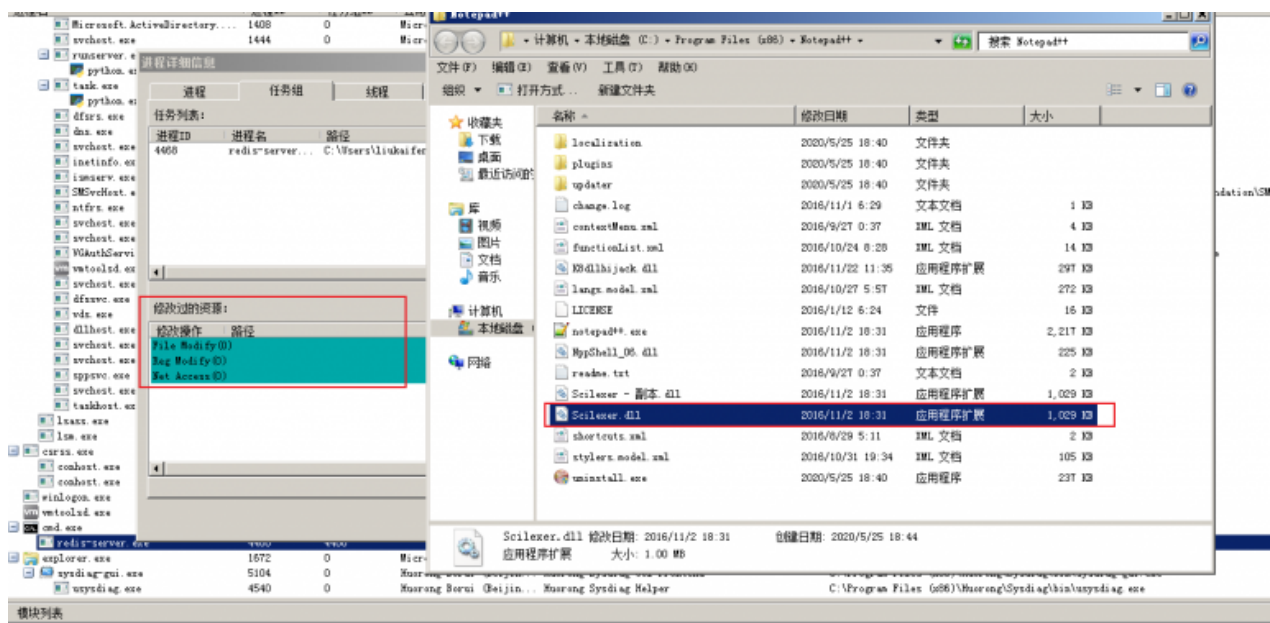 Microsoft.ActiveDirectory.... 1408 0 Micr
svchost.exe 1444 0 Micr
runserver.e
python.e
task.exe
python.e
dfsrs.exe
dns.exe
svchost.exe
inetinfo.ex
ismserv.exe
SMSvcHost.e
ntfrs.exe
svchost.exe
svchost.exe
VGAuthServi
vmtoolsd.ex
svchost.exe
dfssvc.exe
vds.exe
dllhost.exe
svchost.exe
svchost.exe
sppsvc.exe
svchost.exe
taskhost.ex
lsass.exe
lsm.exe
csrss.exe
conhost.exe
conhost.exe
winlogon.exe
vmtoolsd.exe
cmd.exe
redis-server.exe 4468 4468
explorer.exe 1672 0 Micr
sysdiag-gui.exe 5104 0
usysdiag.exe 4540 0 Huorong Borui (Beijin... Huorong Sysdiag Helper C:\Program Files (x86)\Huorong\Sysdiag\bin\usysdiag.exe
模块列表
进程详细信息
进程 任务组 线程
任务列表:
进程ID 进程名 路径
4468 redis-server... C:\Users\liukaifen
修改过的资源:
修改操作 路径
File Modify(0)
Reg Modify(0)
Net Access(0)
Notepad++
计算机 本地磁盘 (C:) Program Files (x86) Notepad++
搜索 Notepad++
文件(F) 编辑(E) 查看(V) 工具(T) 帮助(H)
组织 打开方式... 新建文件夹
收藏夹
下载
桌面
最近访问的
库
视频
图片
文档
音乐
计算机
本地磁盘 (
网络
名称 修改日期 类型 大小
localization 2020/5/25 18:40 文件夹
plugins 2020/5/25 18:40 文件夹
updater 2020/5/25 18:40 文件夹
change.log 2016/11/1 6:29 文本文档 1 KB
contextMenu.xml 2016/9/27 0:37 XML 文档 4 KB
functionList.xml 2016/10/24 8:28 XML 文档 14 KB
K8dllhijack.dll 2016/11/22 11:35 应用程序扩展 297 KB
langs.model.xml 2016/10/27 5:57 XML 文档 272 KB
LICENSE 2016/1/12 6:24 文件 16 KB
notepad++.exe 2016/11/2 18:31 应用程序 2,217 KB
NppShell_06.dll 2016/11/2 18:31 应用程序扩展 225 KB
readme.txt 2016/9/27 0:37 文本文档 2 KB
Scilexer - 副本.dll 2016/11/2 18:31 应用程序扩展 1,029 KB
Scilexer.dll 2016/11/2 18:31 应用程序扩展 1,029 KB
shortcuts.xml 2016/8/29 5:11 XML 文档 2 KB
stylers.model.xml 2016/10/31 19:34 XML 文档 105 KB
uninstall.exe 2020/5/25 18:40 应用程序 237 KB
Scilexer.dll 修改日期: 2016/11/2 18:31 创建日期: 2020/5/25 18:44
应用程序扩展 大小: 1.00 MB
ndation\SM